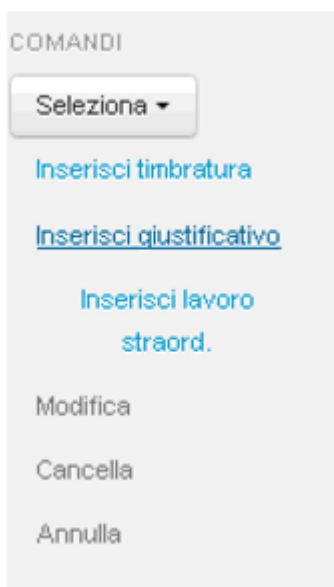 COMANDI
Seleziona
Inserisci timbratura
Inserisci giustificativo
Inserisci lavoro
straord.
Modifica
Cancella
Annulla